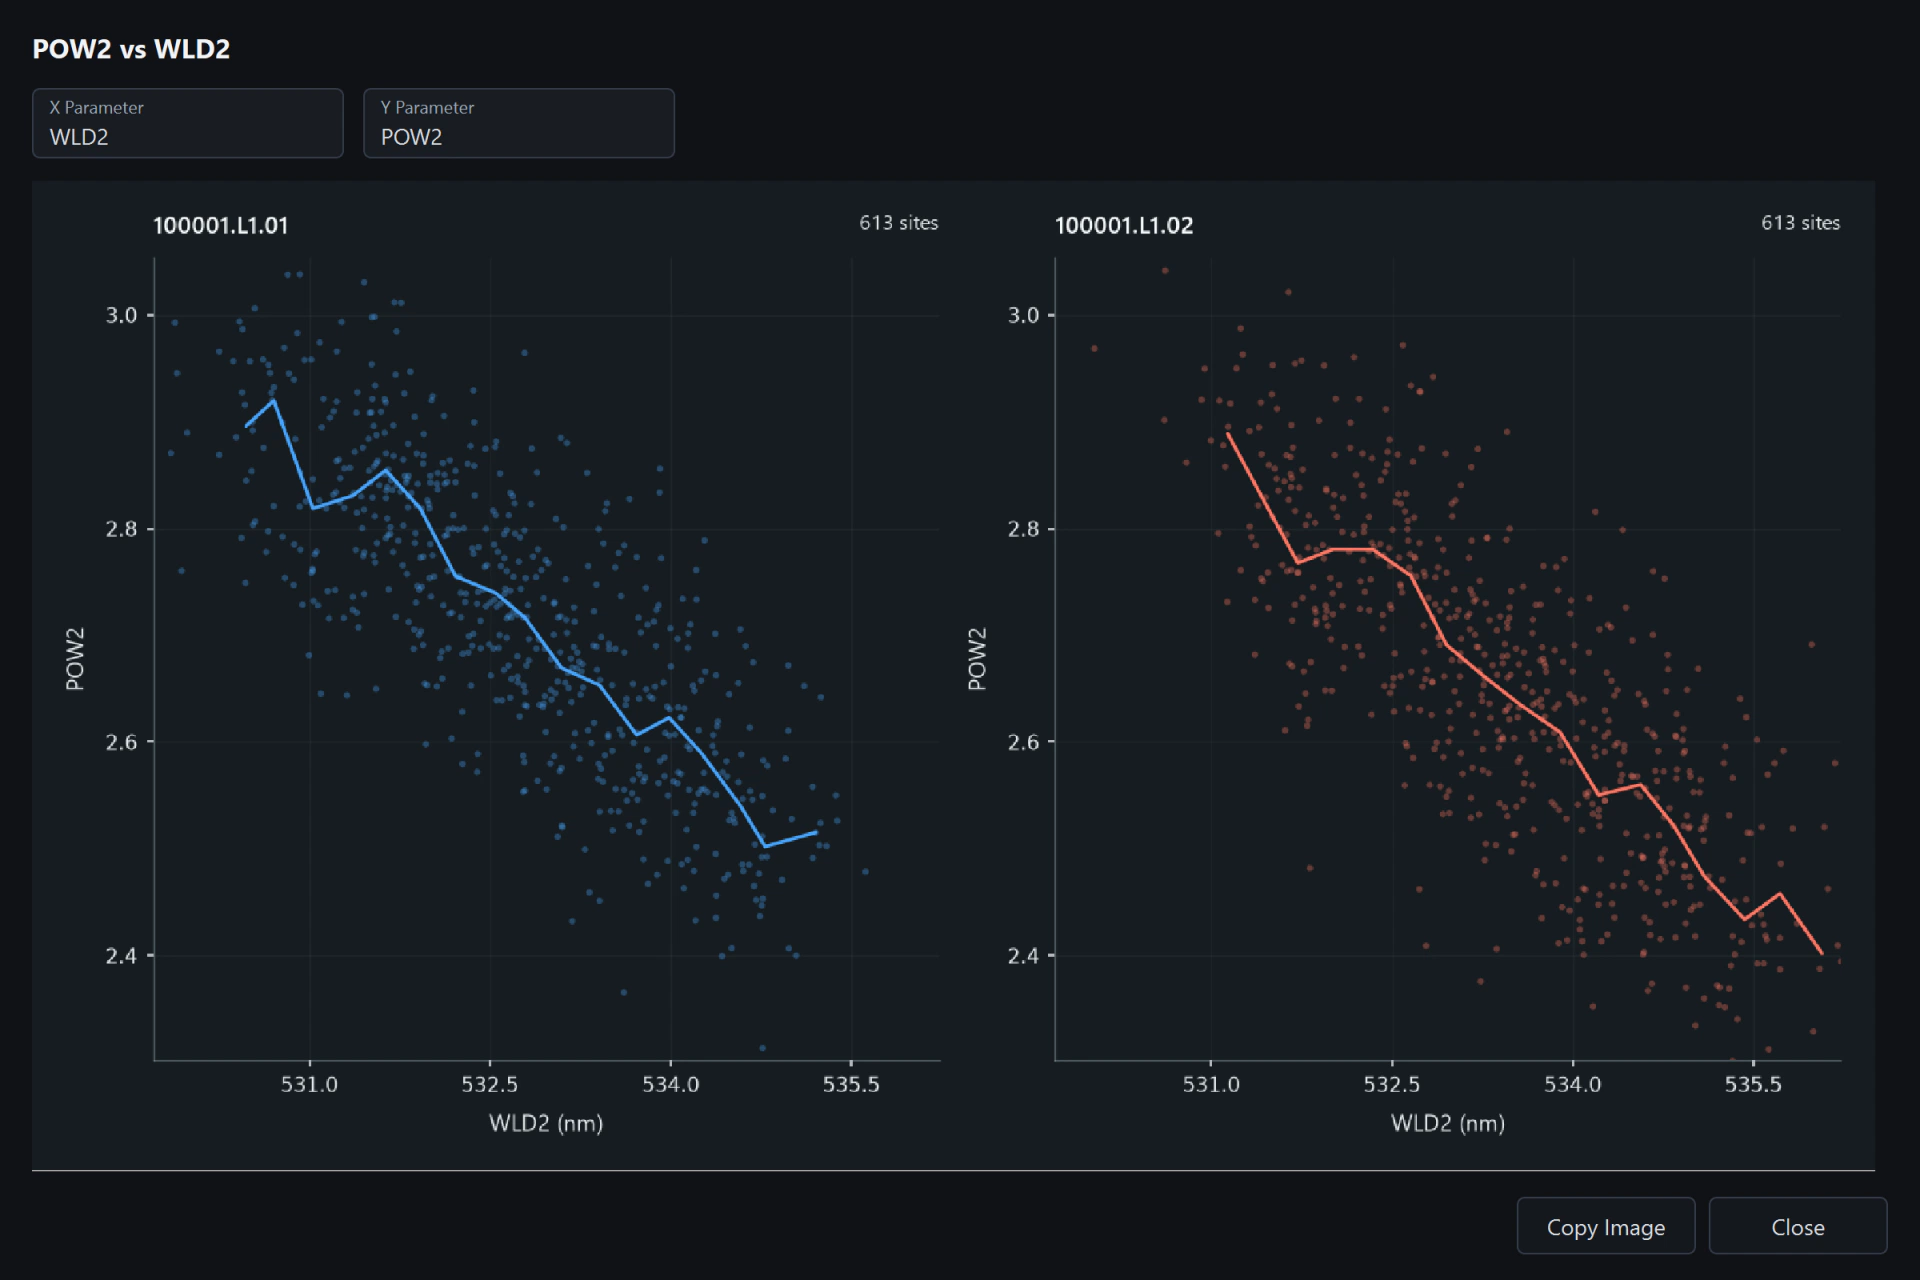 POW2 vs WLD2
X Parameter
WLD2
Y Parameter
POW2
100001.L1.01
613 sites
3.0
2.8
2.6
2.4
POW2
531.0
532.5
534.0
535.5
WLD2 (nm)
100001.L1.02
613 sites
3.0
2.8
2.6
2.4
POW2
531.0
532.5
534.0
535.5
WLD2 (nm)
Copy Image
Close